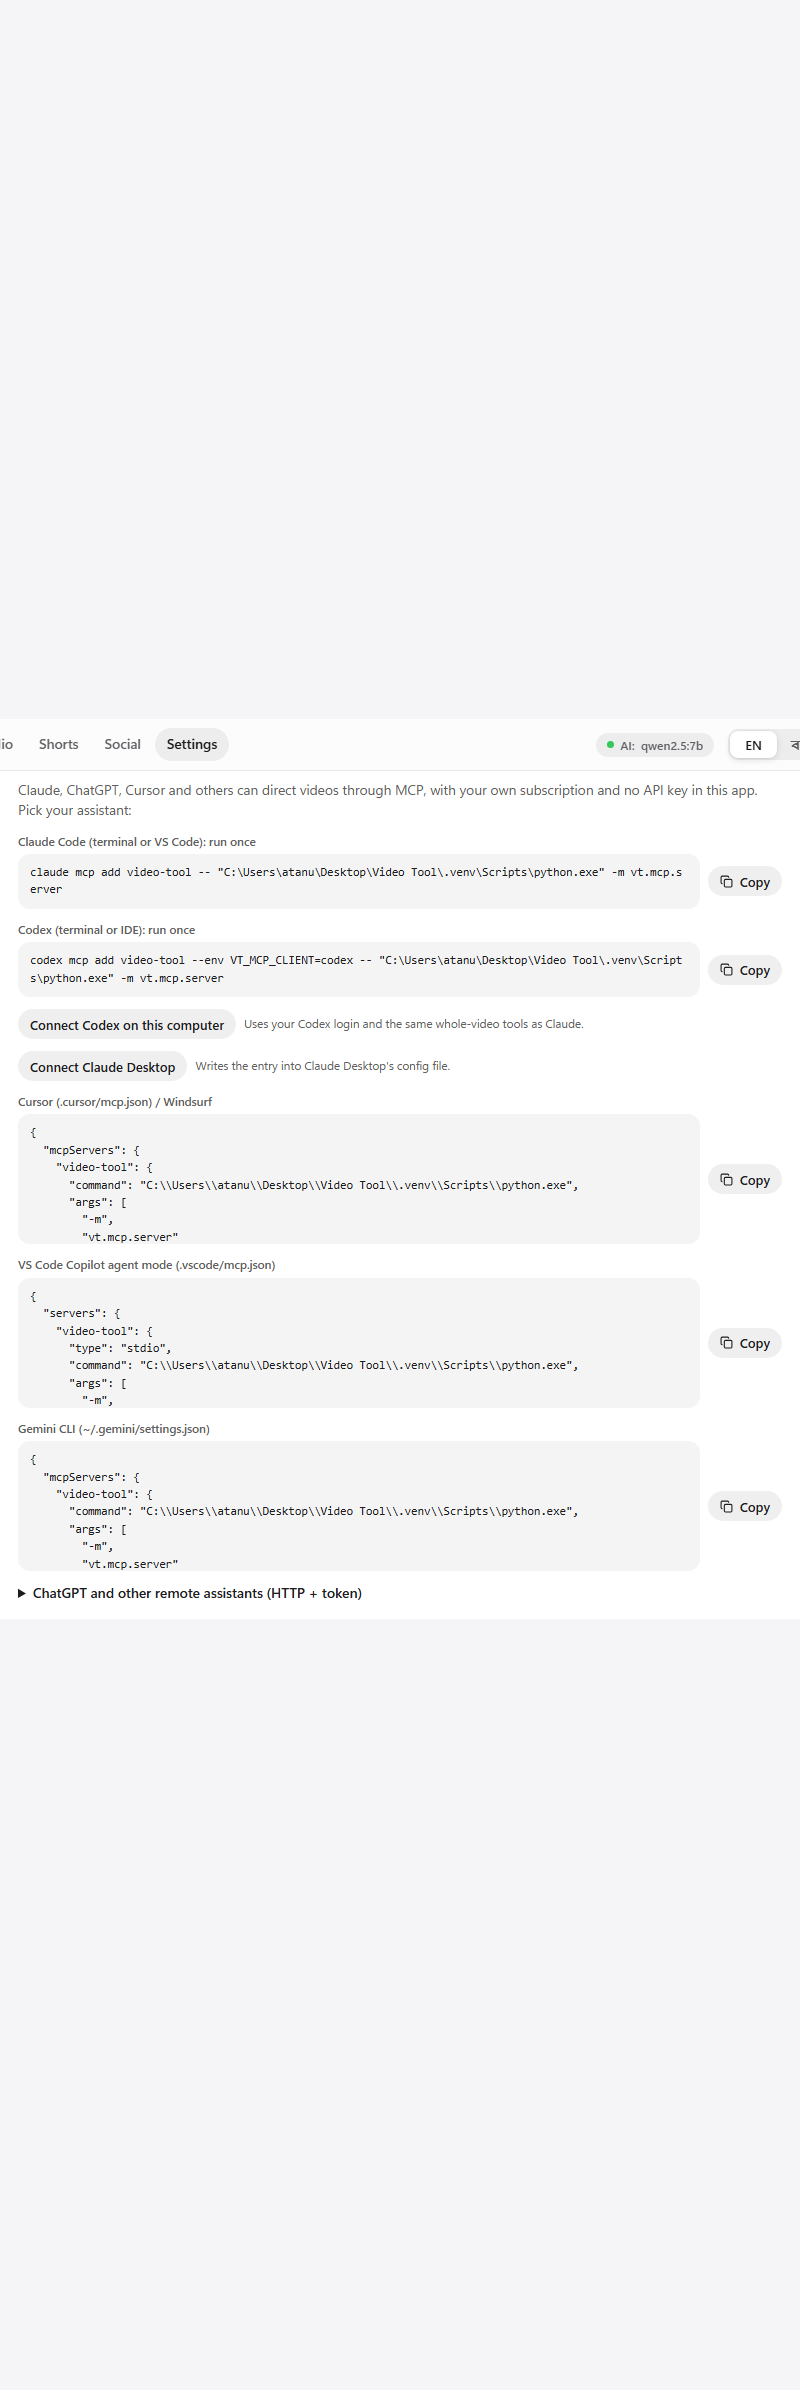 io Shorts Social Settings AI: qwen2.5:7b EN
Claude, ChatGPT, Cursor and others can direct videos through MCP, with your own subscription and no API key in this app.
Pick your assistant:
Claude Code (terminal or VS Code): run once
claude mcp add video-tool -- "C:\Users\atanu\Desktop\Video Tool\.venv\Scripts\python.exe" -m vt.mcp.s
erver
Copy
Codex (terminal or IDE): run once
codex mcp add video-tool --env VT_MCP_CLIENT=codex -- "C:\Users\atanu\Desktop\Video Tool\.venv\Script
s\python.exe" -m vt.mcp.server
Copy
Connect Codex on this computer Uses your Codex login and the same whole-video tools as Claude.
Connect Claude Desktop Writes the entry into Claude Desktop's config file.
Cursor (.cursor/mcp.json) / Windsurf
{
"mcpServers": {
"video-tool": {
"command": "C:\\Users\\atanu\\Desktop\\Video Tool\\.venv\\Scripts\\python.exe",
"args": [
"-m",
"vt.mcp.server"
Copy
VS Code Copilot agent mode (.vscode/mcp.json)
{
"servers": {
"video-tool": {
"type": "stdio",
"command": "C:\\Users\\atanu\\Desktop\\Video Tool\\.venv\\Scripts\\python.exe",
"args": [
"-m",
Copy
Gemini CLI (~/.gemini/settings.json)
{
"mcpServers": {
"video-tool": {
"command": "C:\\Users\\atanu\\Desktop\\Video Tool\\.venv\\Scripts\\python.exe",
"args": [
"-m",
"vt.mcp.server"
Copy
ChatGPT and other remote assistants (HTTP + token)